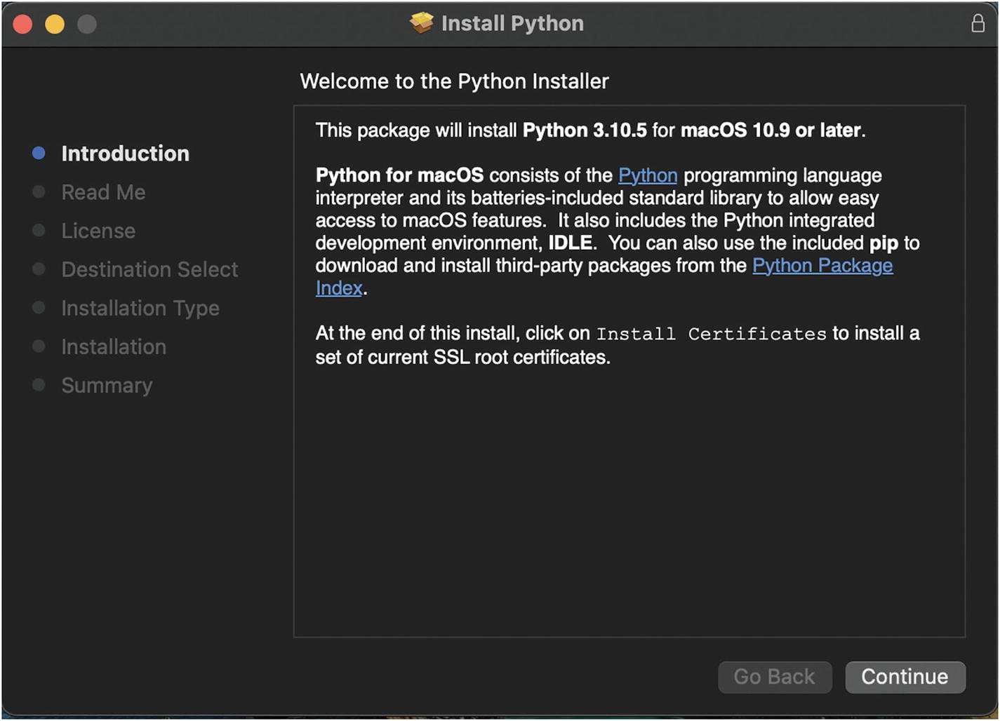 Install Python
Welcome to the Python Installer
Introduction
Read Me
License
Destination Select
Installation Type
Installation
Summary
This package will install Python 3.10.5 for macOS 10.9 or later.
Python for macOS consists of the Python programming language
interpreter and its batteries-included standard library to allow easy
access to macOS features.  It also includes the Python integrated
development environment, IDLE.  You can also use the included pip to
download and install third-party packages from the Python Package
Index.
At the end of this install, click on Install Certificates to install a
set of current SSL root certificates.
Go Back
Continue